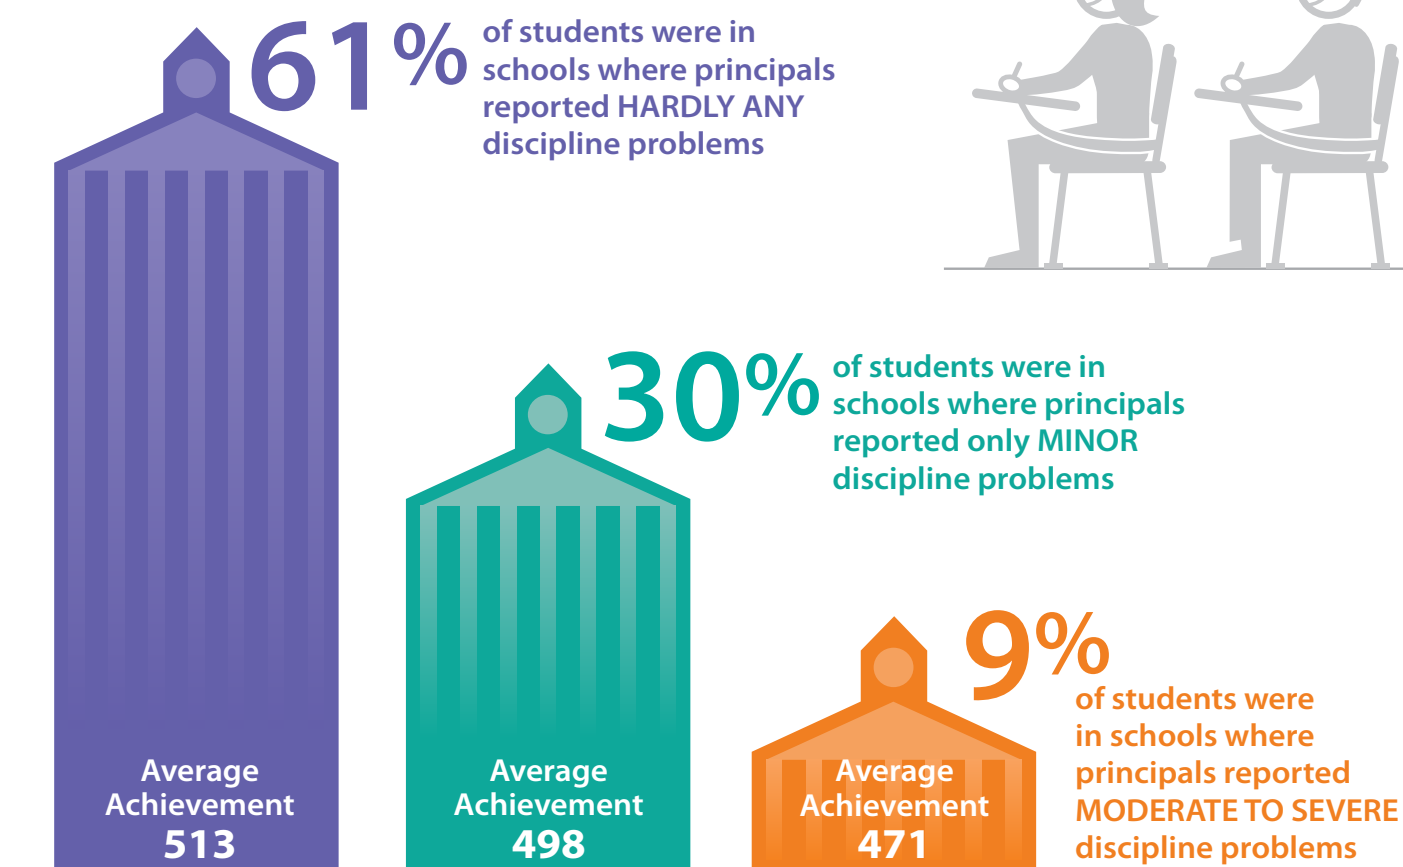 61%
of students were in
schools where principals
reported HARDLY ANY
discipline problems
30%
of students were in
schools where principals
reported only MINOR
discipline problems
9%
of students were
in schools where
principals reported
MODERATE TO SEVERE
discipline problems
Average
Achievement
513
Average
Achievement
498
Average
Achievement
471